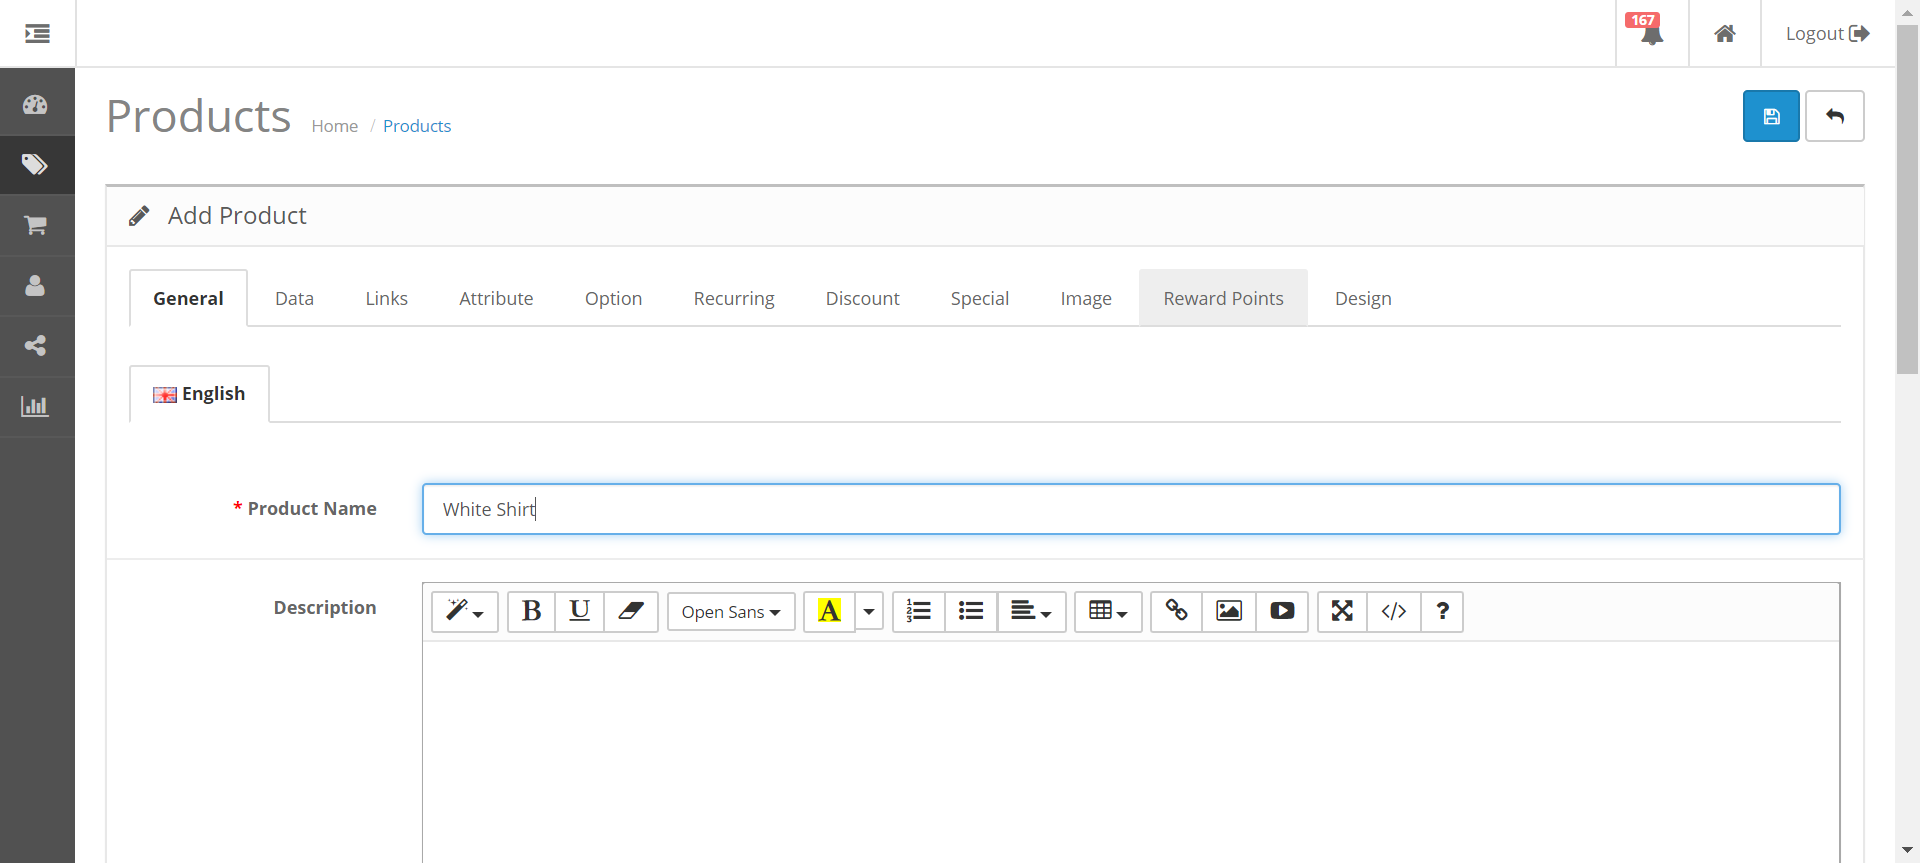 167
Logout
Products Home / Products
Add Product
General Data Links Attribute Option Recurring Discount Special Image Reward Points Design
English
* Product Name White Shirt
Description B U Open Sans A </> ?